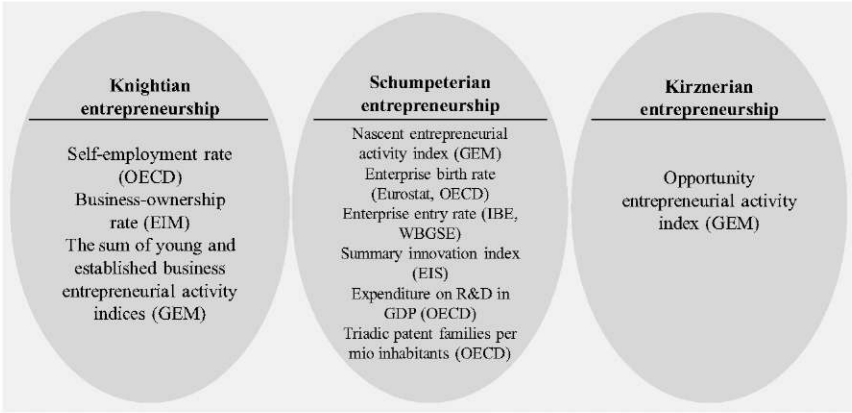 Knightian
entrepreneurship
Self-employment rate
(OECD)
Business-ownership
rate (EIM)
The sum of young and
established business
entrepreneurial activity
indices (GEM)
Schumpeterian
entrepreneurship
Nascent entrepreneurial
activity index (GEM)
Enterprise birth rate
(Eurostat, OECD)
Enterprise entry rate (IBE,
WBGSE)
Summary innovation index
(EIS)
Expenditure on R&D in
GDP (OECD)
Triadic patent families per
mio inhabitants (OECD)
Kirznerian
entrepreneurship
Opportunity
entrepreneurial activity
index (GEM)